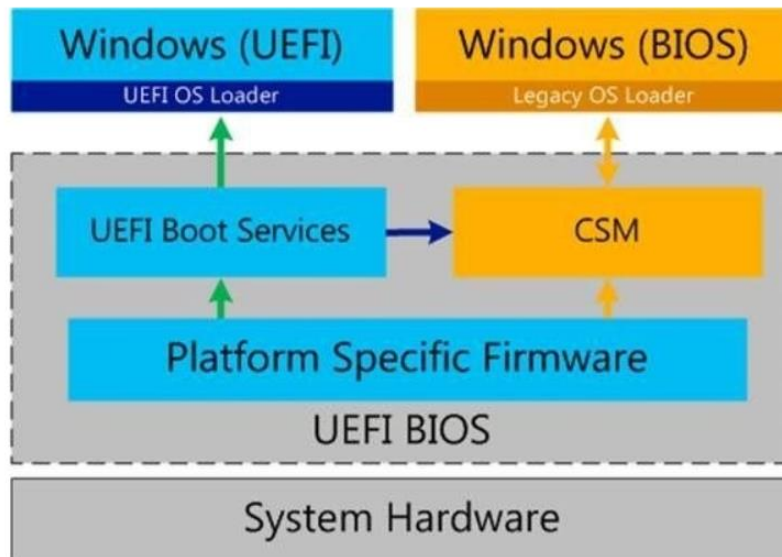 Windows (UEFI)
UEFI OS Loader
Windows (BIOS)
Legacy OS Loader
UEFI Boot Services
CSM
Platform Specific Firmware
UEFI BIOS
System Hardware